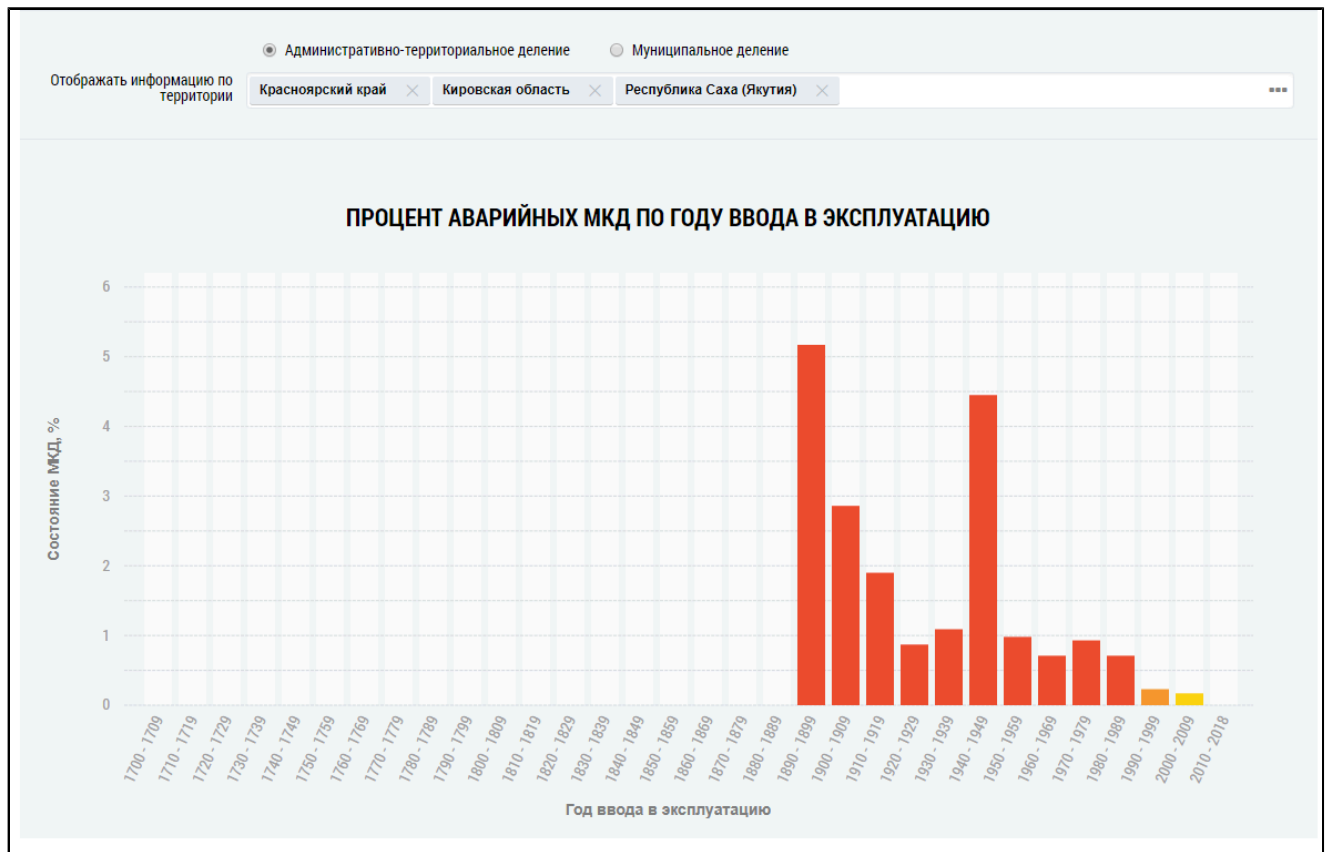 Административно-территориальное деление Муниципальное деление
Отображать информацию по
территории
Красноярский край Кировская область Республика Саха (Якутия)
ПРОЦЕНТ АВАРИЙНЫХ МКД ПО ГОДУ ВВОДА В ЭКСПЛУАТАЦИЮ
6
5
4
3
2
1
0
Состояние МКД, %
1700 - 1709
1710 - 1719
1720 - 1729
1730 - 1739
1740 - 1749
1750 - 1759
1760 - 1769
1770 - 1779
1780 - 1789
1790 - 1799
1800 - 1809
1810 - 1819
1820 - 1829
1830 - 1839
1840 - 1849
1850 - 1859
1860 - 1869
1870 - 1879
1880 - 1889
1890 - 1899
1900 - 1909
1910 - 1919
1920 - 1929
1930 - 1939
1940 - 1949
1950 - 1959
1960 - 1969
1970 - 1979
1980 - 1989
1990 - 1999
2000 - 2009
2010 - 2018
Год ввода в эксплуатацию